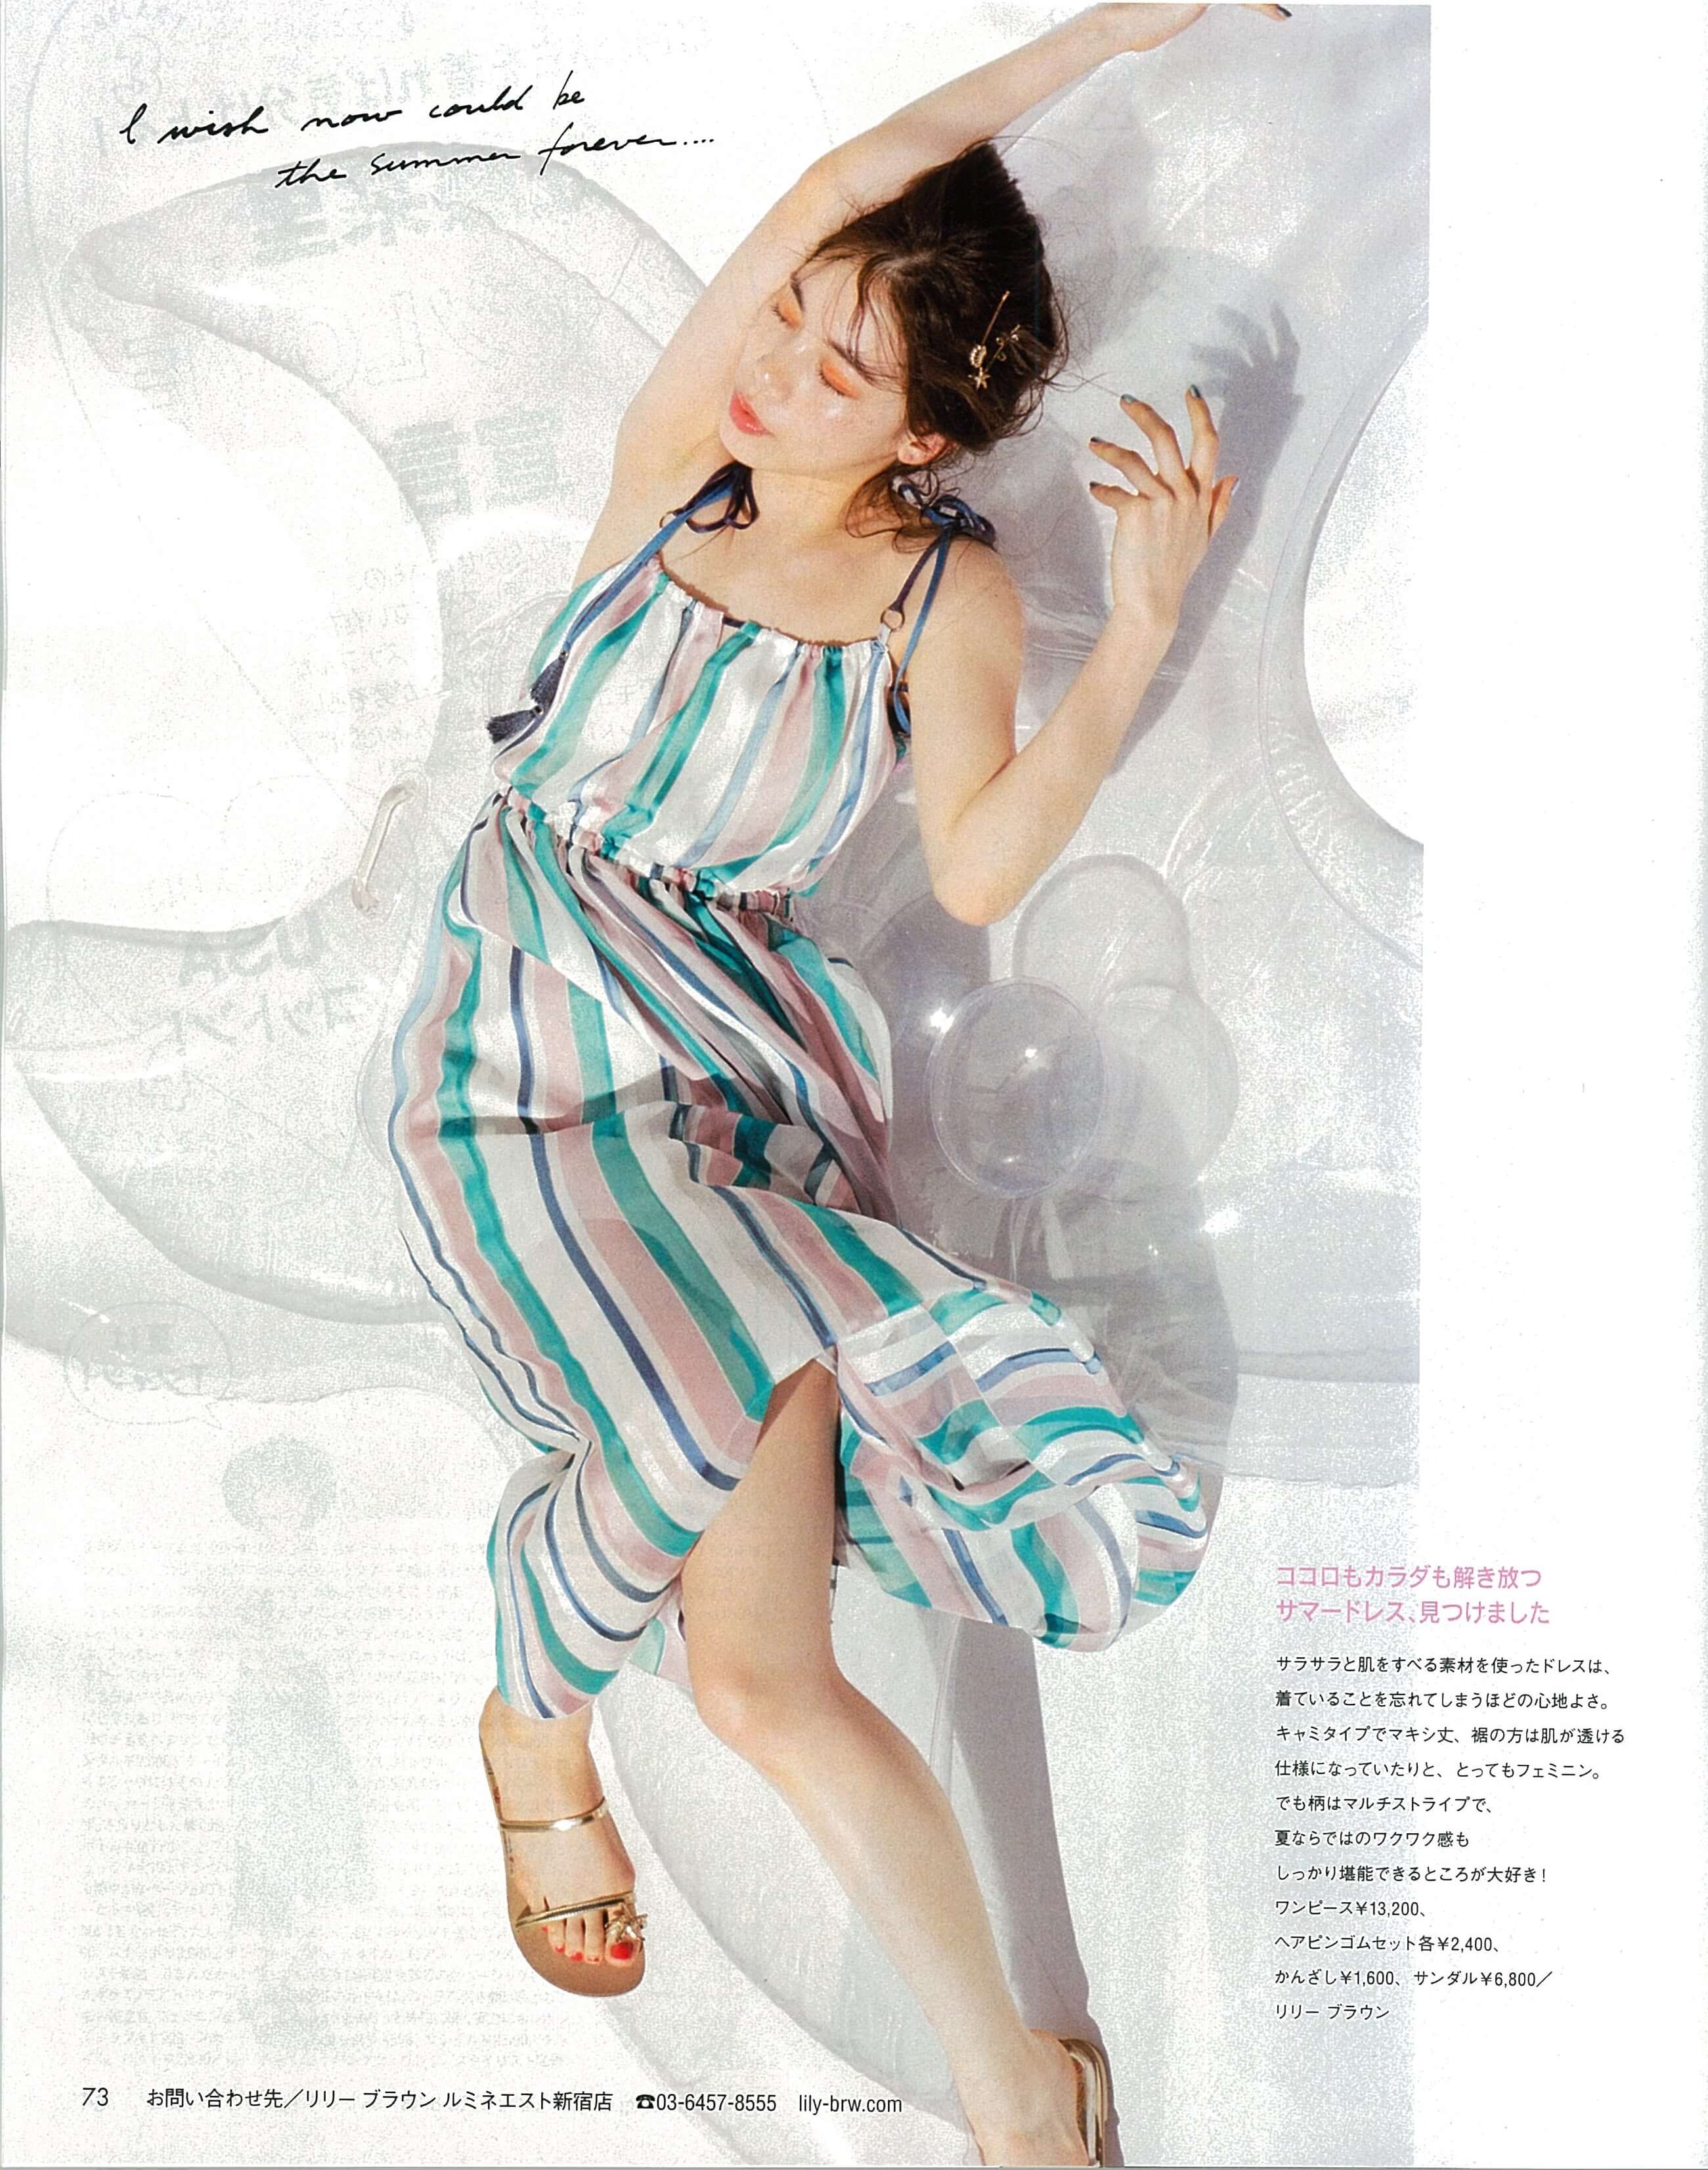 I wish now could be
the summer forever....
ココロもカラダも解き放つ
サマードレス、見つけました
サラサラと肌をすべる素材を使ったドレスは、
着ていることを忘れてしまうほどの心地よさ。
キャミタイプでマキシ丈、裾の方は肌が透ける
仕様になっていたりと、とってもフェミニン。
でも柄はマルチストライプで、
夏ならではのワクワク感も
しっかり堪能できるところが大好き!
ワンピース¥13,200、
ヘアピンゴムセット各¥2,400、
かんざし¥1,600、サンダル¥6,800／
リリー ブラウン
73 お問い合わせ先／リリー ブラウン ルミネエスト新宿店 ☎03-6457-8555 lily-brw.com